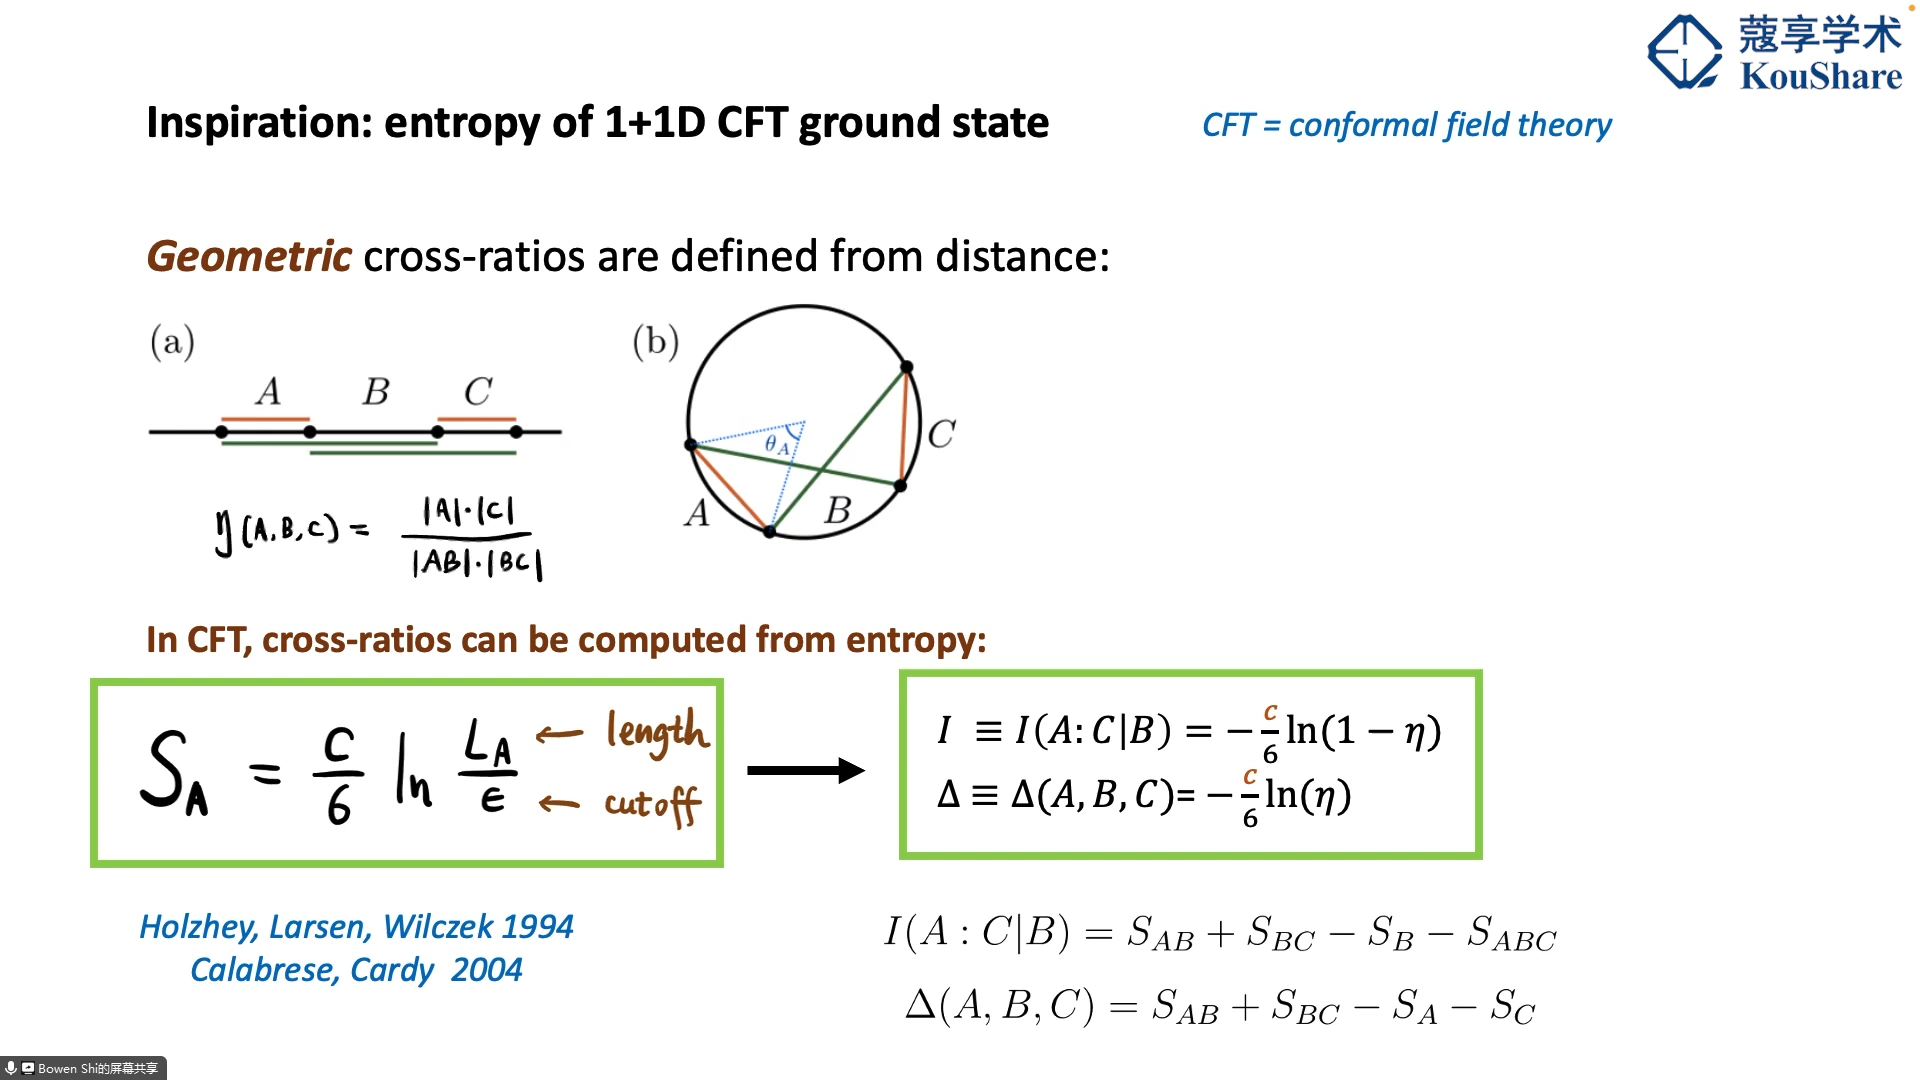 蔻享学术
KouShare
Inspiration: entropy of 1+1D CFT ground state
CFT = conformal field theory
Geometric cross-ratios are defined from distance:
(a)
A B C
η(A,B,C) = |A|·|C| / |AB|·|BC|
(b)
θ_A
A B C
In CFT, cross-ratios can be computed from entropy:
S_A = c/6 ln L_A/ϵ ← length ← cutoff
I ≡ I(A:C|B) = −c/6 ln(1 − η)
Δ ≡ Δ(A,B,C)= −c/6 ln(η)
Holzhey, Larsen, Wilczek 1994
Calabrese, Cardy 2004
I(A : C|B) = S_AB + S_BC − S_B − S_ABC
Δ(A, B, C) = S_AB + S_BC − S_A − S_C
Bowen Shi的屏幕共享